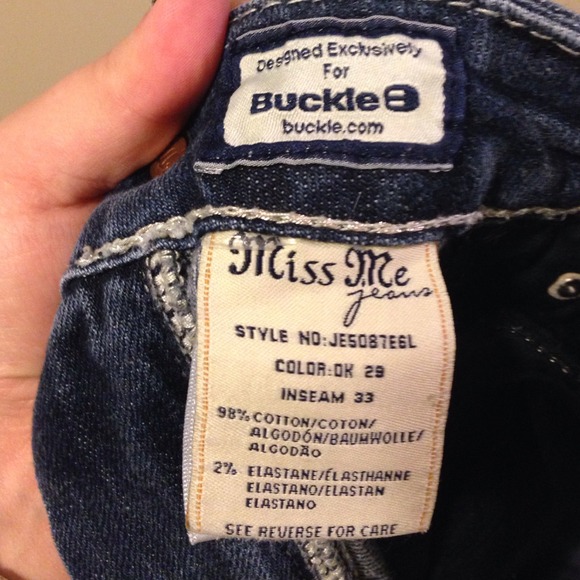 Designed Exclusively
For
Buckle B
buckle.com
Miss Me
jeans
STYLE NO:JE5087E6L
COLOR:DK 29
INSEAM 33
98% COTTON/COTON/
ALGODÓN/BAUMWOLLE/
ALGODÃO
2% ELASTANE/ÉLASTHANNE
ELASTANO/ELASTAN
ELASTANO
SEE REVERSE FOR CARE